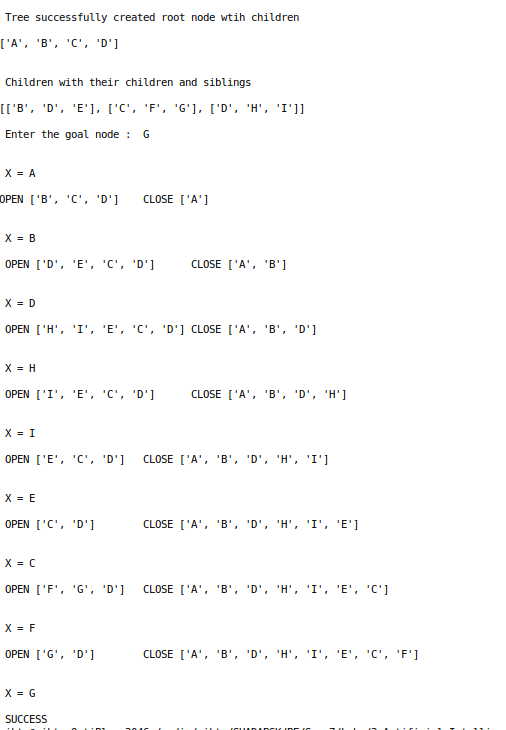 Tree successfully created root node wtih children
['A', 'B', 'C', 'D']
Children with their children and siblings
[['B', 'D', 'E'], ['C', 'F', 'G'], ['D', 'H', 'I']]
Enter the goal node :  G
X = A
OPEN ['B', 'C', 'D']    CLOSE ['A']
X = B
OPEN ['D', 'E', 'C', 'D']      CLOSE ['A', 'B']
X = D
OPEN ['H', 'I', 'E', 'C', 'D'] CLOSE ['A', 'B', 'D']
X = H
OPEN ['I', 'E', 'C', 'D']      CLOSE ['A', 'B', 'D', 'H']
X = I
OPEN ['E', 'C', 'D']   CLOSE ['A', 'B', 'D', 'H', 'I']
X = E
OPEN ['C', 'D']        CLOSE ['A', 'B', 'D', 'H', 'I', 'E']
X = C
OPEN ['F', 'G', 'D']   CLOSE ['A', 'B', 'D', 'H', 'I', 'E', 'C']
X = F
OPEN ['G', 'D']        CLOSE ['A', 'B', 'D', 'H', 'I', 'E', 'C', 'F']
X = G
SUCCESS